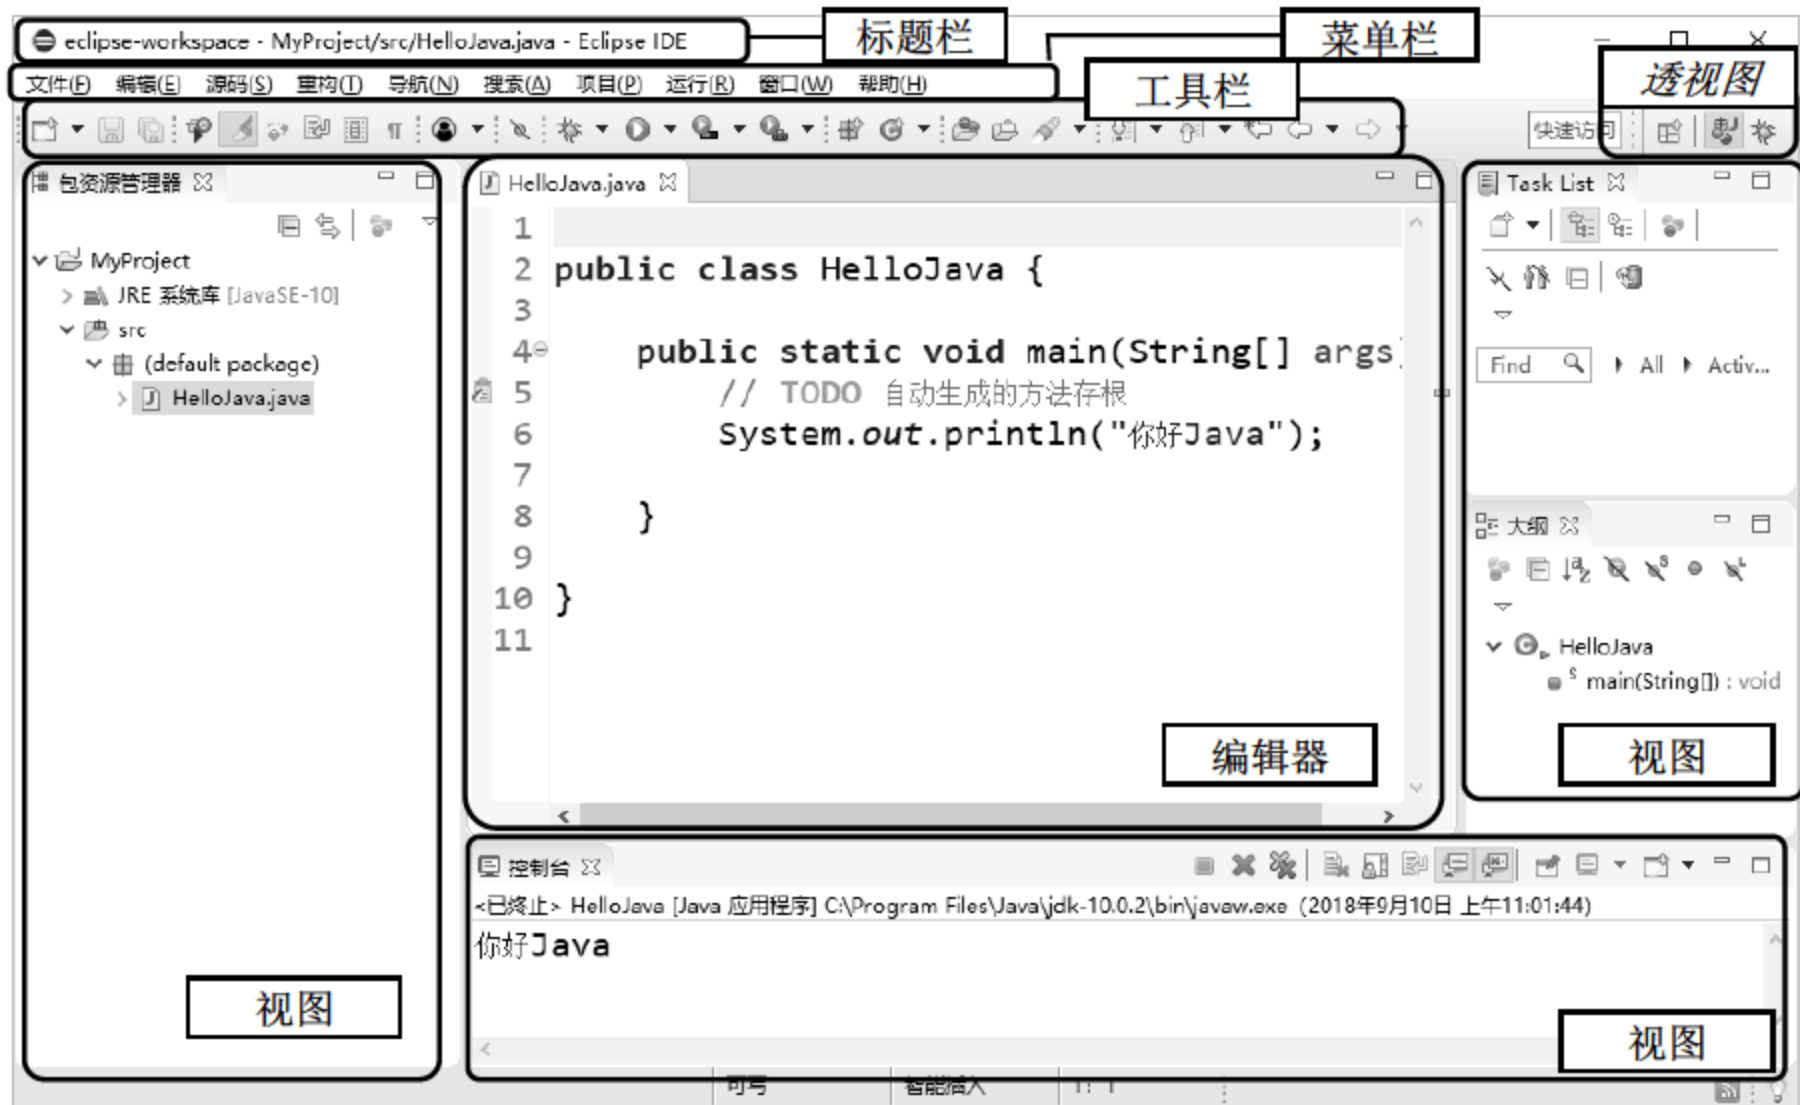 eclipse-workspace - MyProject/src/HelloJava.java - Eclipse IDE
标题栏
菜单栏
文件(F) 编辑(E) 源码(S) 重构(T) 导航(N) 搜索(A) 项目(P) 运行(R) 窗口(W) 帮助(H)
工具栏
透视图
快速访问
包资源管理器
MyProject
JRE 系统库 [JavaSE-10]
src
(default package)
HelloJava.java
视图
HelloJava.java
1
2 public class HelloJava {
3
4 public static void main(String[] args
5 // TODO 自动生成的方法存根
6 System.out.println("你好Java");
7
8 }
9
10 }
11
编辑器
Task List
Find All Activ...
大纲
HelloJava
main(String[]) : void
视图
控制台
<已终止> HelloJava [Java 应用程序] C:\Program Files\Java\jdk-10.0.2\bin\javaw.exe (2018年9月10日 上午11:01:44)
你好Java
视图
可写 智能插入 1 : 1